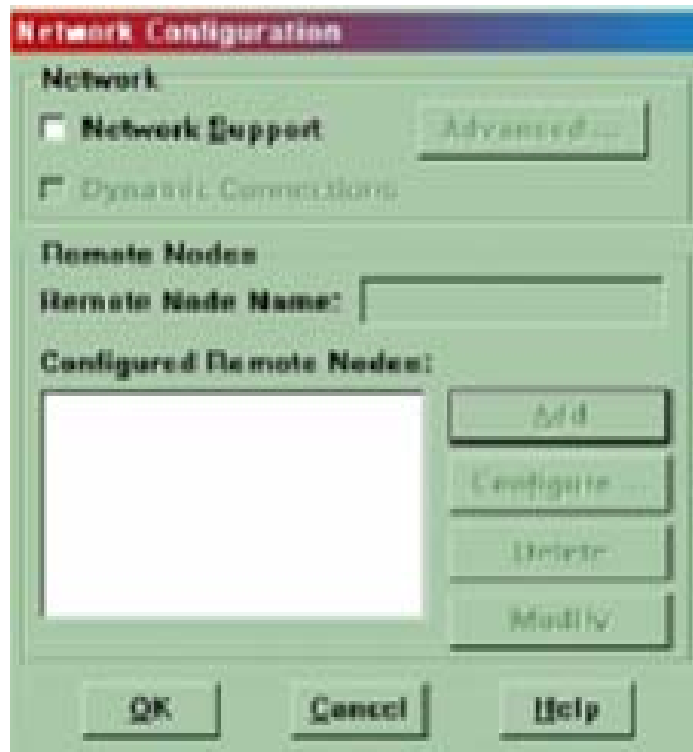 Network Configuration
Network
Network Support
Advanced...
Dynamic Connections
Remote Nodes
Remote Node Name:
Configured Remote Nodes:
Add
Configure...
Delete
Modify
OK
Cancel
Help